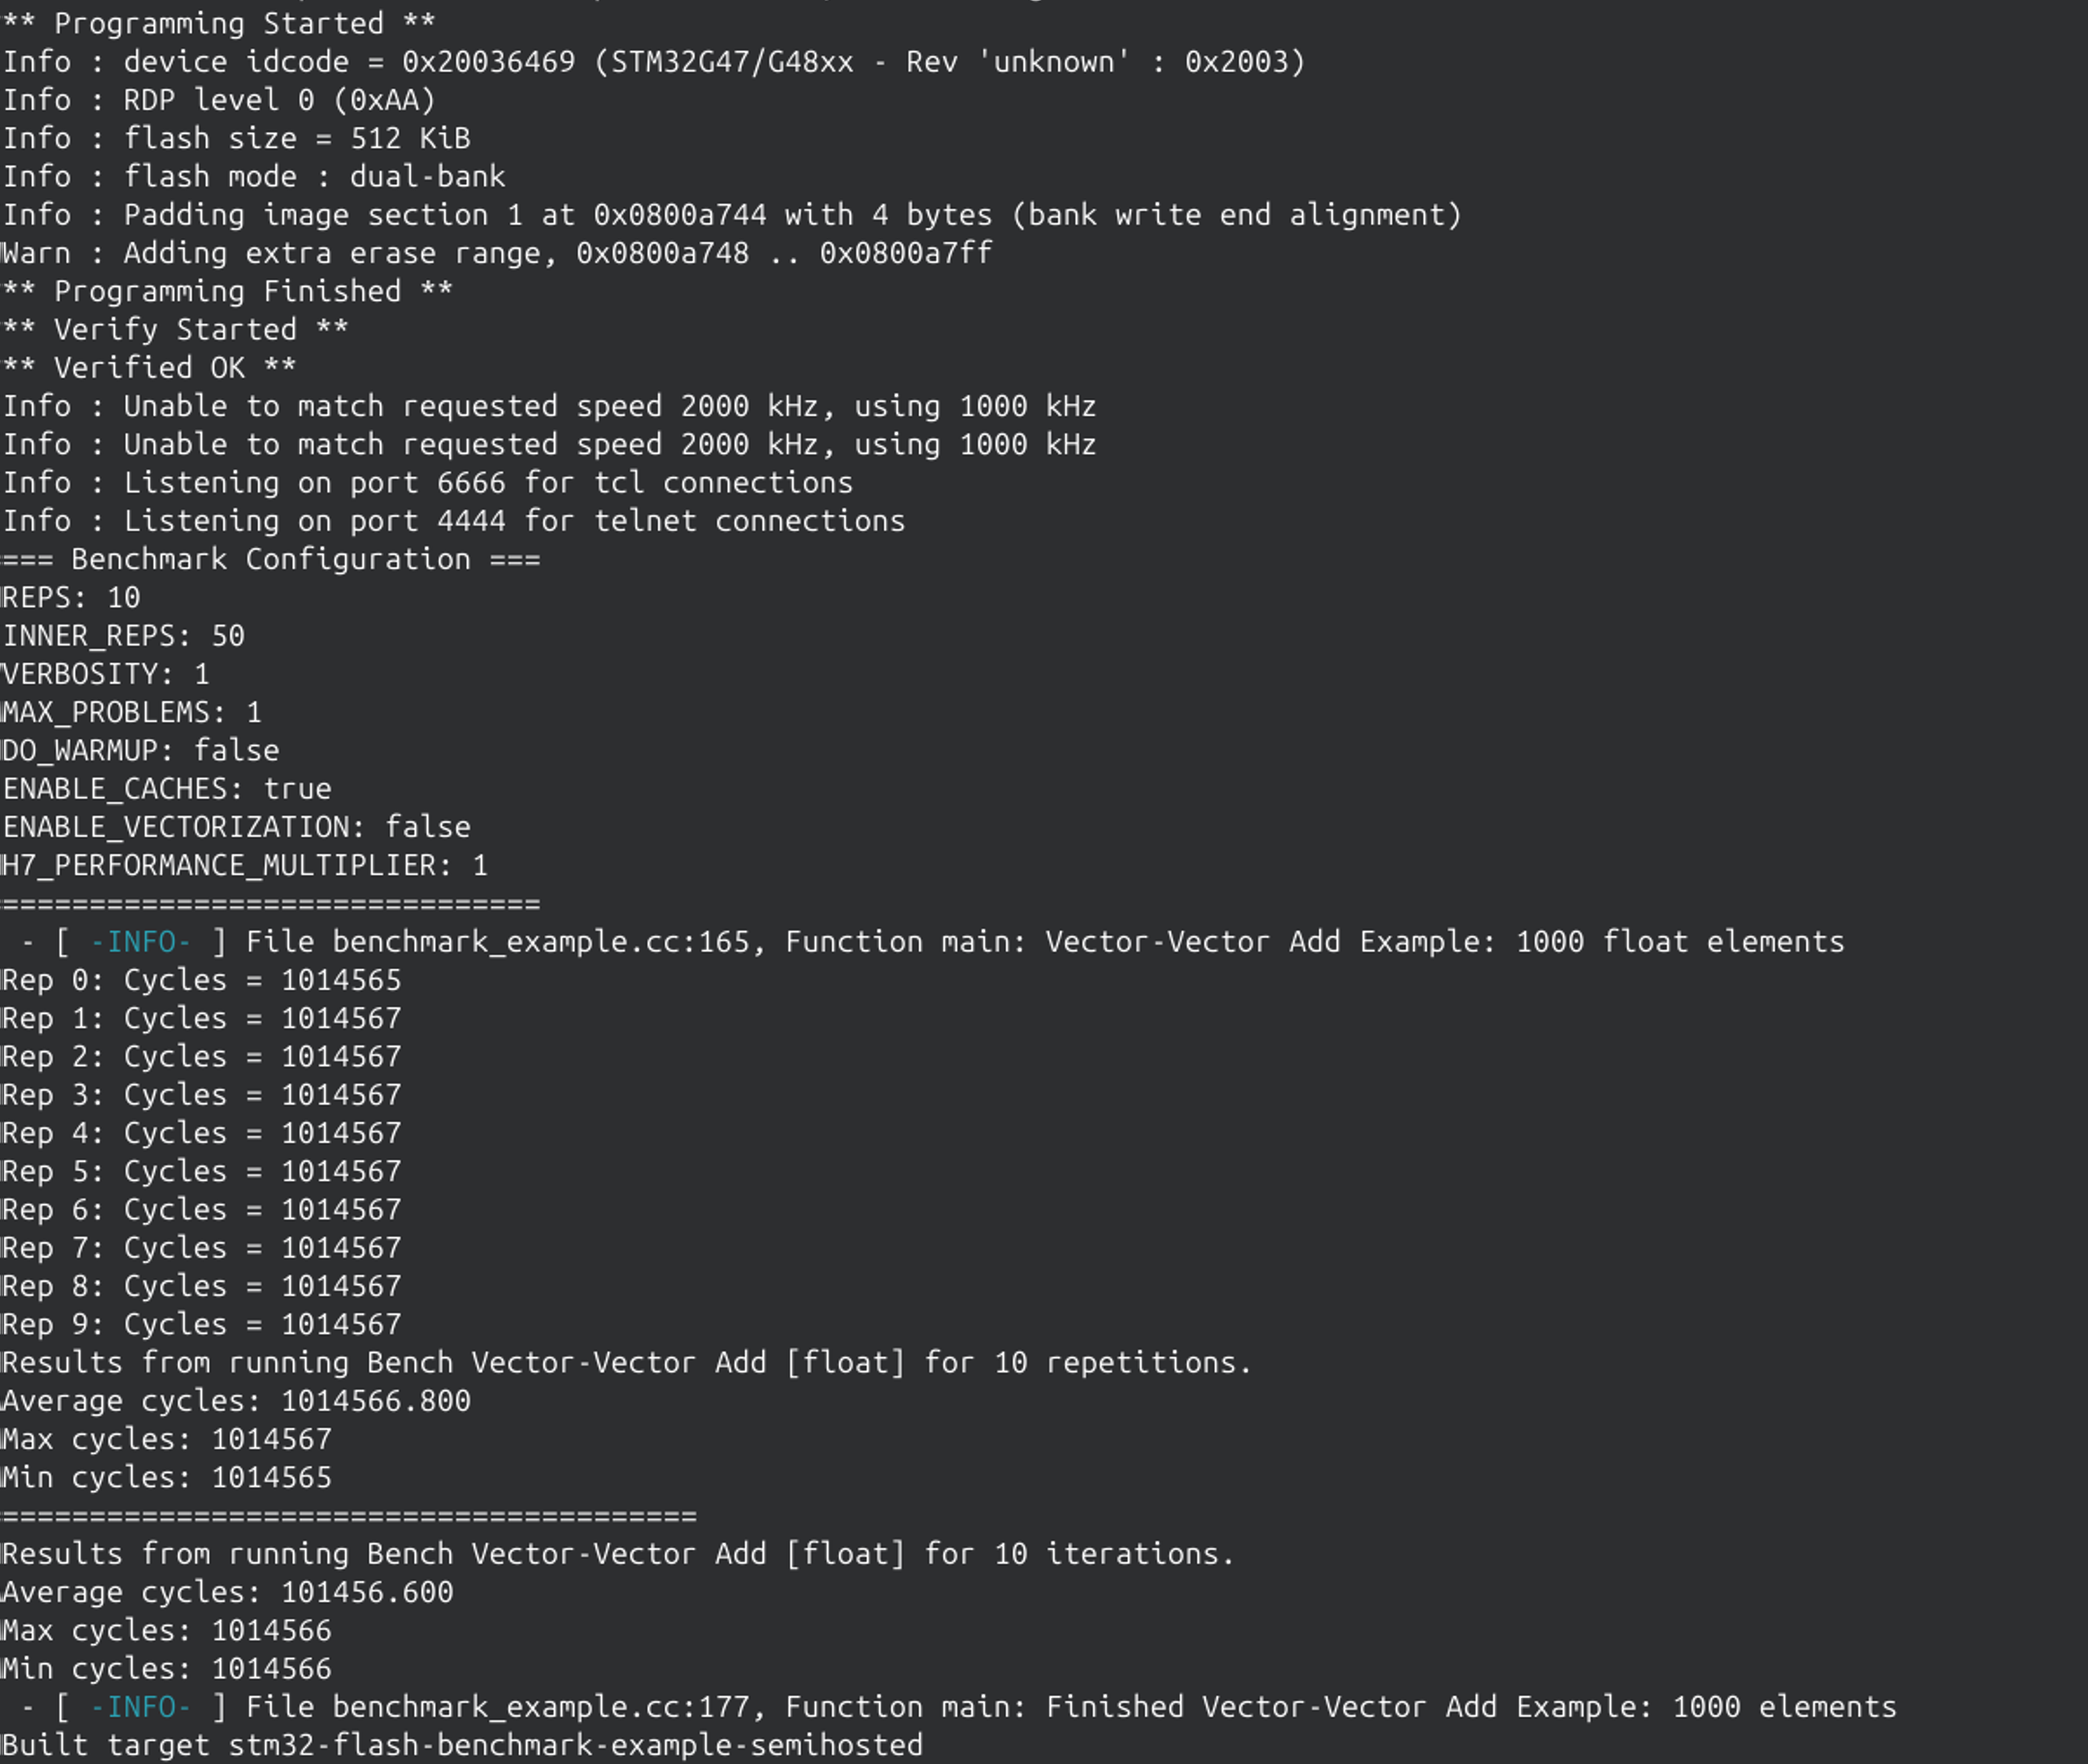 ** Programming Started **
Info : device idcode = 0x20036469 (STM32G47/G48xx - Rev 'unknown' : 0x2003)
Info : RDP level 0 (0xAA)
Info : flash size = 512 KiB
Info : flash mode : dual-bank
Info : Padding image section 1 at 0x0800a744 with 4 bytes (bank write end alignment)
Warn : Adding extra erase range, 0x0800a748 .. 0x0800a7ff
** Programming Finished **
** Verify Started **
** Verified OK **
Info : Unable to match requested speed 2000 kHz, using 1000 kHz
Info : Unable to match requested speed 2000 kHz, using 1000 kHz
Info : Listening on port 6666 for tcl connections
Info : Listening on port 4444 for telnet connections
=== Benchmark Configuration ===
REPS: 10
INNER_REPS: 50
VERBOSITY: 1
MAX_PROBLEMS: 1
DO_WARMUP: false
ENABLE_CACHES: true
ENABLE_VECTORIZATION: false
H7_PERFORMANCE_MULTIPLIER: 1
===============================
- [ -INFO- ] File benchmark_example.cc:165, Function main: Vector-Vector Add Example: 1000 float elements
Rep 0: Cycles = 1014565
Rep 1: Cycles = 1014567
Rep 2: Cycles = 1014567
Rep 3: Cycles = 1014567
Rep 4: Cycles = 1014567
Rep 5: Cycles = 1014567
Rep 6: Cycles = 1014567
Rep 7: Cycles = 1014567
Rep 8: Cycles = 1014567
Rep 9: Cycles = 1014567
Results from running Bench Vector-Vector Add [float] for 10 repetitions.
Average cycles: 1014566.800
Max cycles: 1014567
Min cycles: 1014565
========================================
Results from running Bench Vector-Vector Add [float] for 10 iterations.
Average cycles: 101456.600
Max cycles: 1014566
Min cycles: 1014566
- [ -INFO- ] File benchmark_example.cc:177, Function main: Finished Vector-Vector Add Example: 1000 elements
Built target stm32-flash-benchmark-example-semihosted